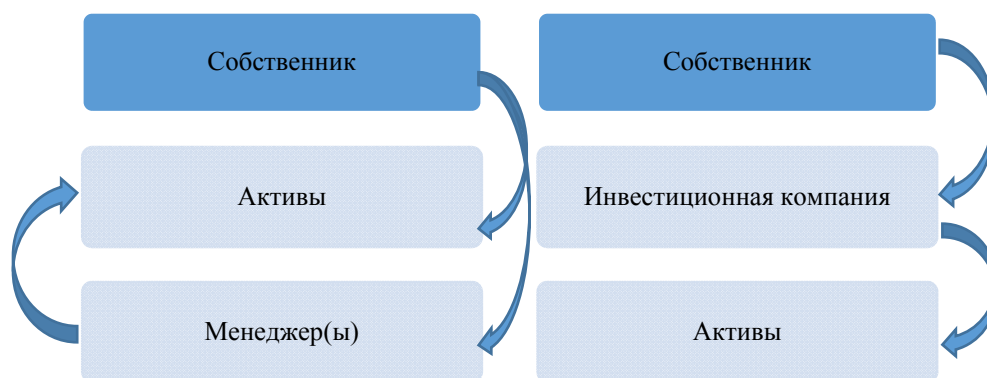 Собственник
Активы
Менеджер(ы)
Собственник
Инвестиционная компания
Активы